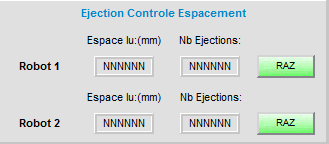 Ejection Controle Espacement
Espace lu:(mm) Nb Ejections:
Robot 1 NNNNNN NNNNNN RAZ
Espace lu:(mm) Nb Ejections:
Robot 2 NNNNNN NNNNNN RAZ